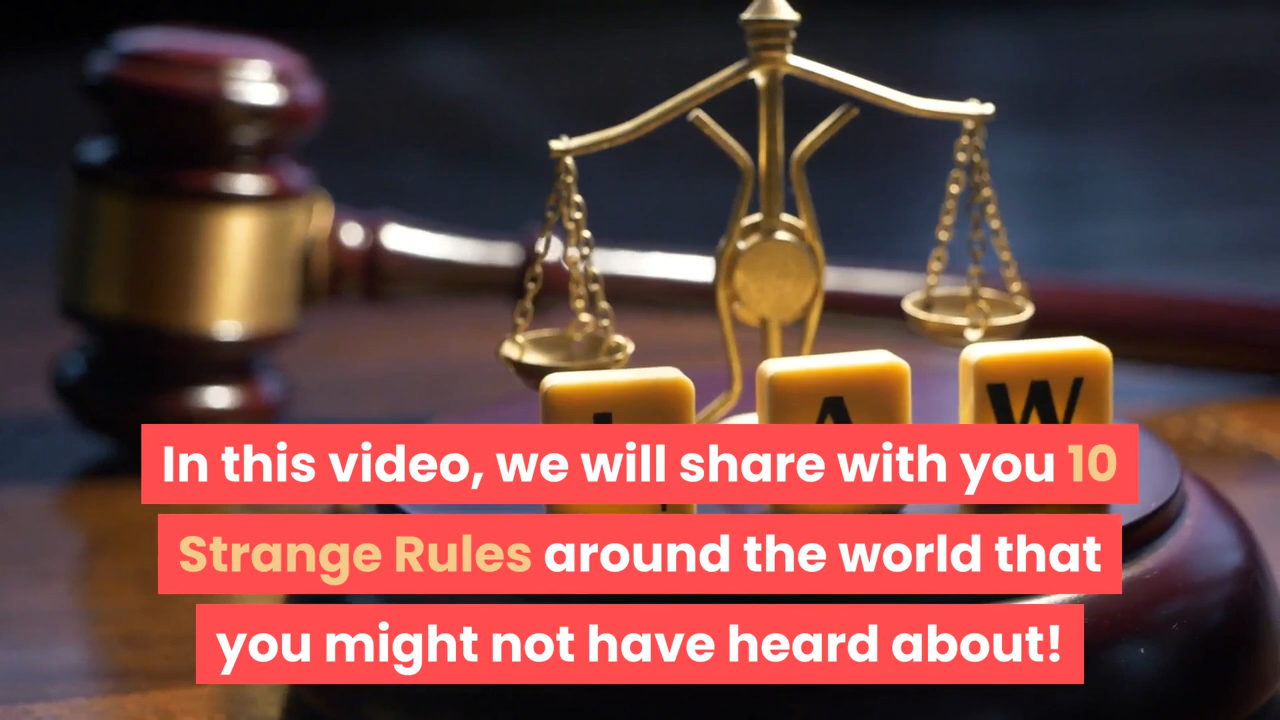 L A W
In this video, we will share with you 10
Strange Rules around the world that
you might not have heard about!